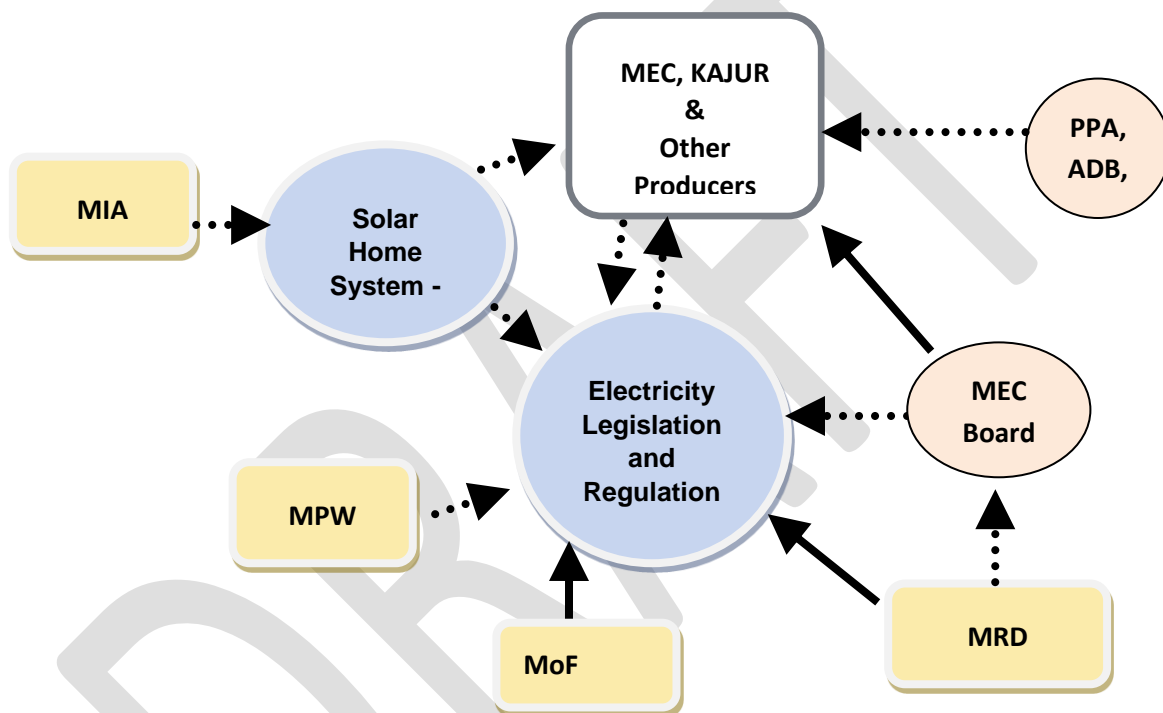 MEC, KAJUR
&
Other
Producers
PPA,
ADB,
MIA
Solar
Home
System -
Electricity
Legislation
and
Regulation
MEC
Board
MPW
MoF
MRD
DRAFT